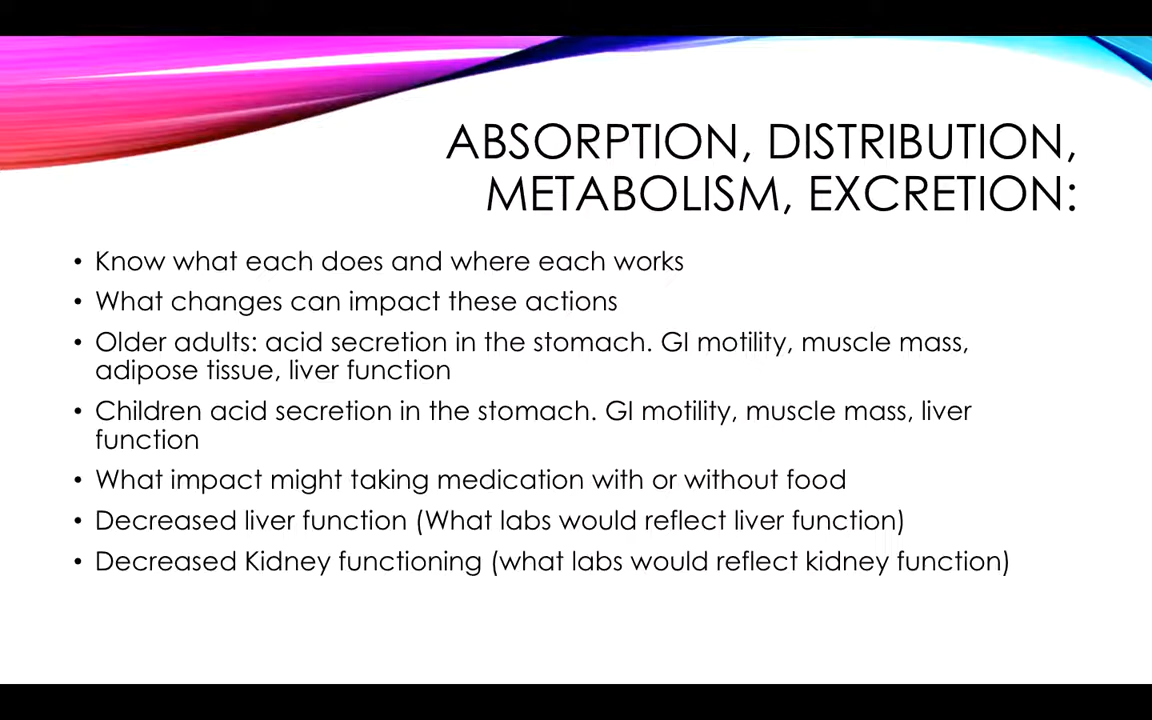 ABSORPTION, DISTRIBUTION,
METABOLISM, EXCRETION:
• Know what each does and where each works
• What changes can impact these actions
• Older adults: acid secretion in the stomach. GI motility, muscle mass,
adipose tissue, liver function
• Children acid secretion in the stomach. GI motility, muscle mass, liver
function
• What impact might taking medication with or without food
• Decreased liver function (What labs would reflect liver function)
• Decreased Kidney functioning (what labs would reflect kidney function)